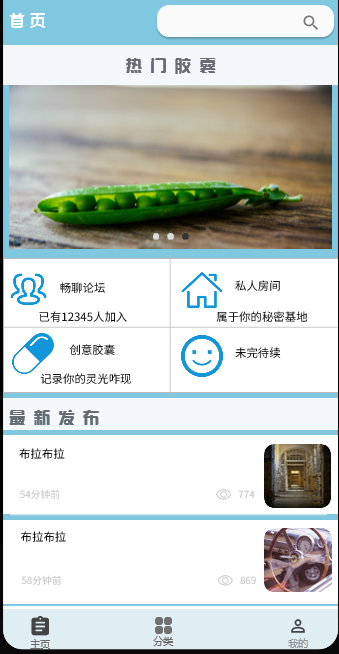 首页
热门胶囊
畅聊论坛
已有12345人加入
私人房间
属于你的秘密基地
创意胶囊
记录你的灵光咋现
未完待续
最新发布
布拉布拉
54分钟前
774
布拉布拉
58分钟前
869
主页
分类
我的